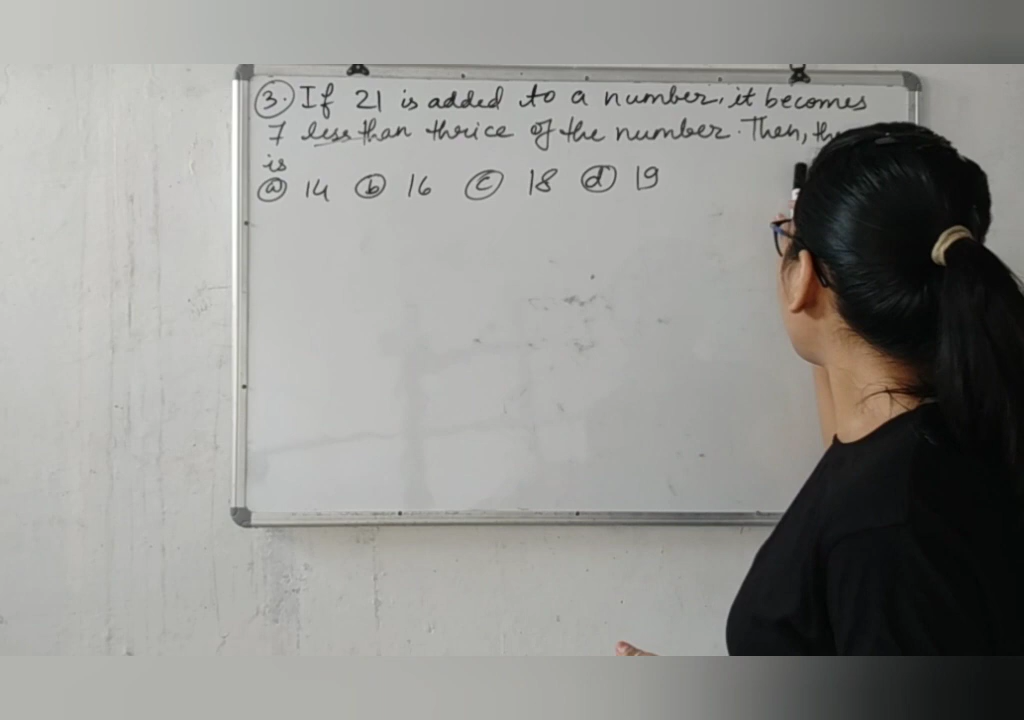 3. If 21 is added to a number, it becomes
7 less than thrice of the number. Then,
is
a 14 b 16 c 18 d 19